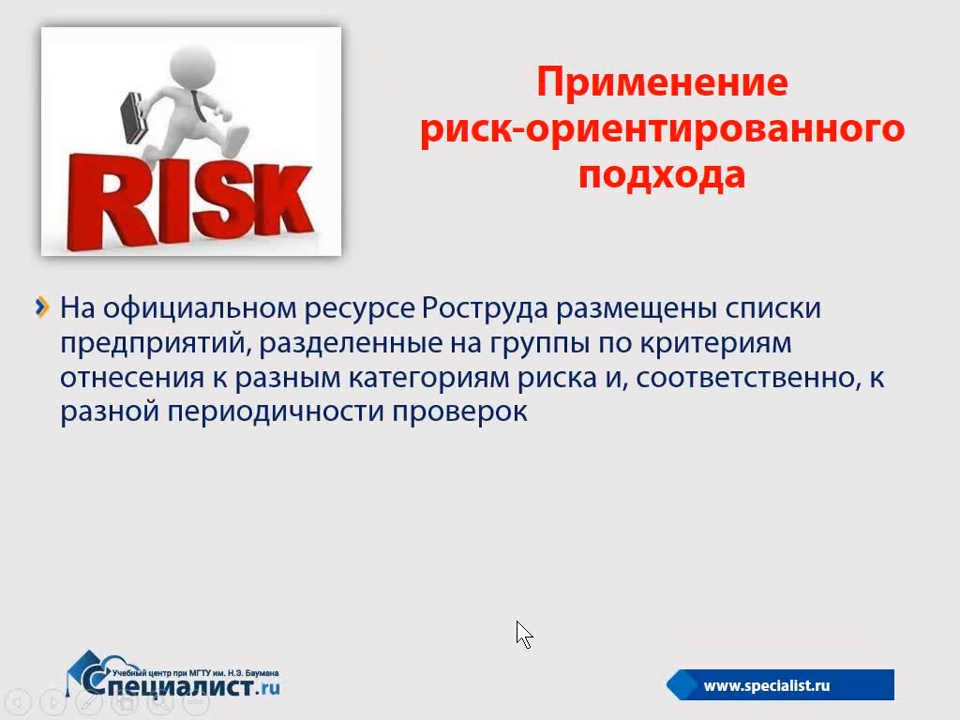 RISK
Применение
риск-ориентированного
подхода
На официальном ресурсе Роструда размещены списки
предприятий, разделенные на группы по критериям
отнесения к разным категориям риска и, соответственно, к
разной периодичности проверок
Учебный центр при МГТУ им. Н.Э. Баумана
Специалист.ru
www.specialist.ru